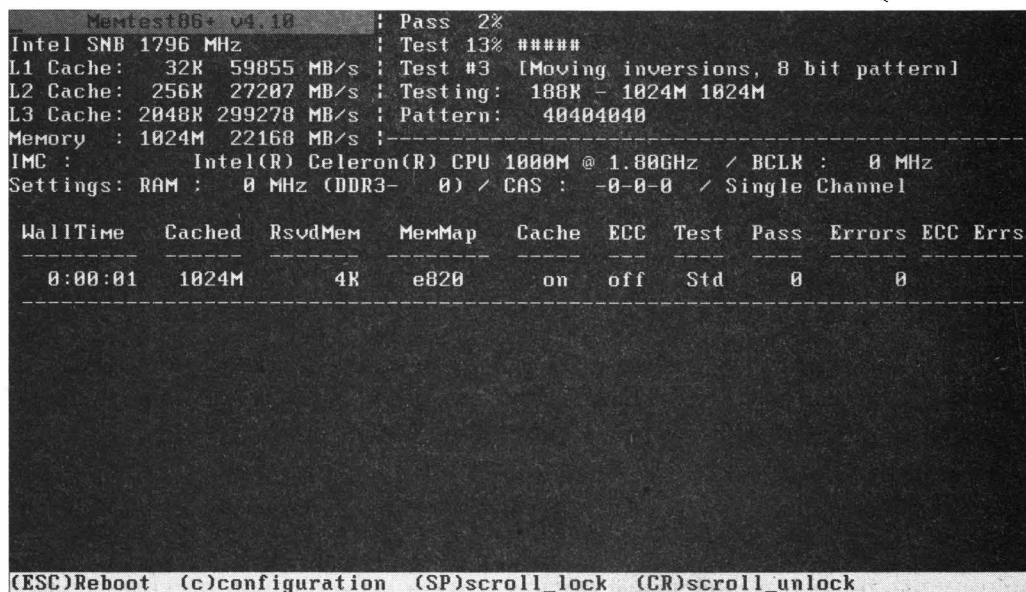 Memtest86+ v4.10 | Pass 2%
Intel SNB 1796 MHz | Test 13% #####
L1 Cache: 32K 59855 MB/s | Test #3 [Moving inversions, 8 bit pattern]
L2 Cache: 256K 27207 MB/s | Testing: 188K - 1024M 1024M
L3 Cache: 2048K 299278 MB/s | Pattern: 40404040
Memory : 1024M 22168 MB/s |--------------------------------------------------
IMC : Intel(R) Celeron(R) CPU 1000M @ 1.80GHz / BCLK : 0 MHz
Settings: RAM : 0 MHz (DDR3- 0) / CAS : -0-0-0 / Single Channel
WallTime Cached RsvdMem MemMap Cache ECC Test Pass Errors ECC Errs
0:00:01 1024M 4K e820 on off Std 0 0
(ESC)Reboot (c)configuration (SP)scroll_lock (CR)scroll_unlock